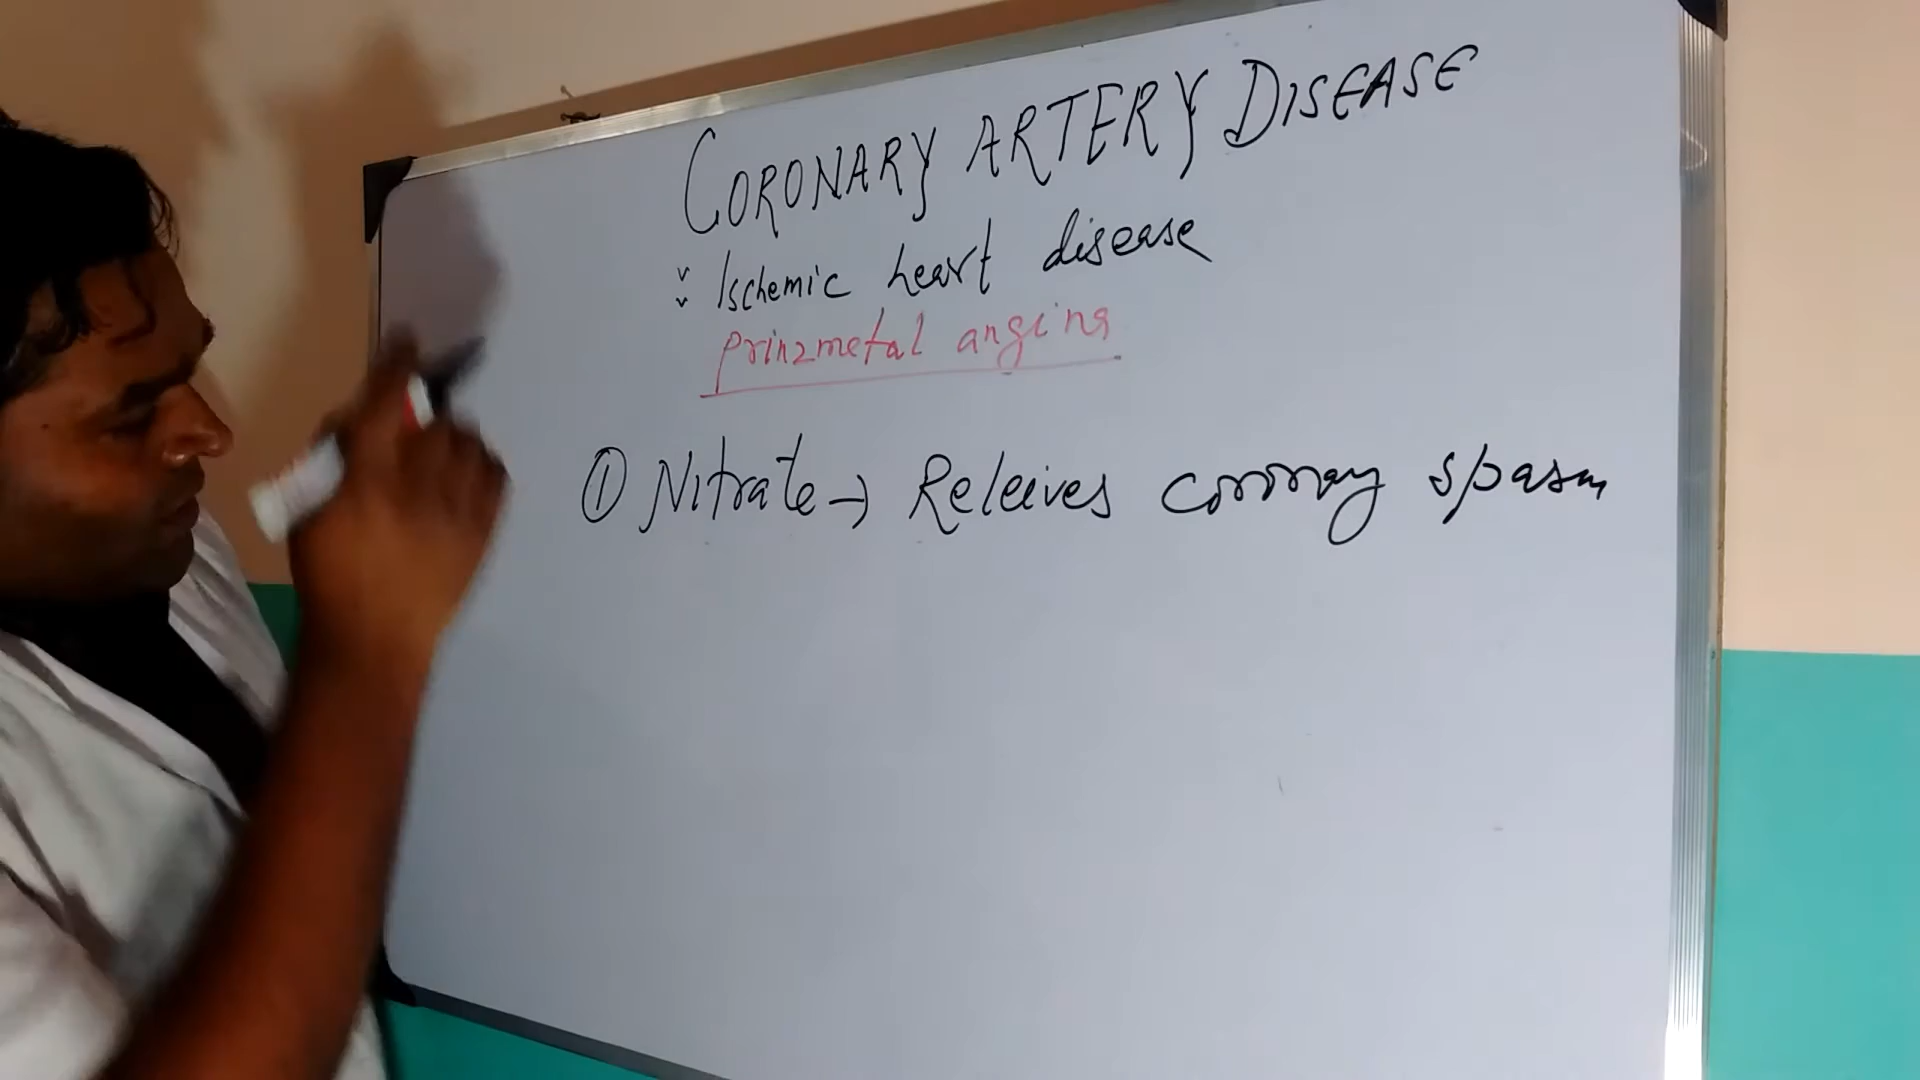 CORONARY ARTERY DISEASE
Ischemic heart disease
Prinzmetal angina
① Nitrate → Releives coronary spasm